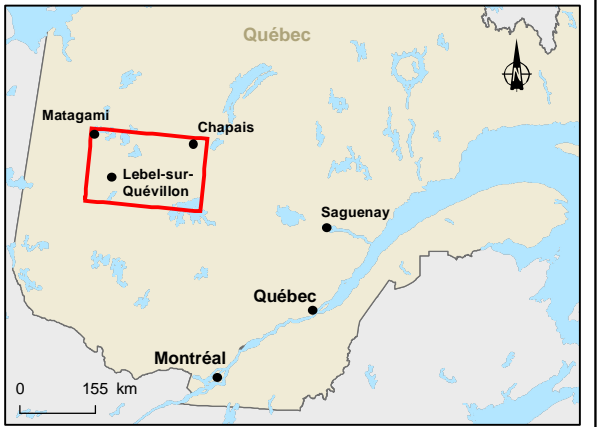 Québec
N
Matagami
Chapais
Lebel-sur-
Quévillon
Saguenay
Québec
Montréal
0 155 km